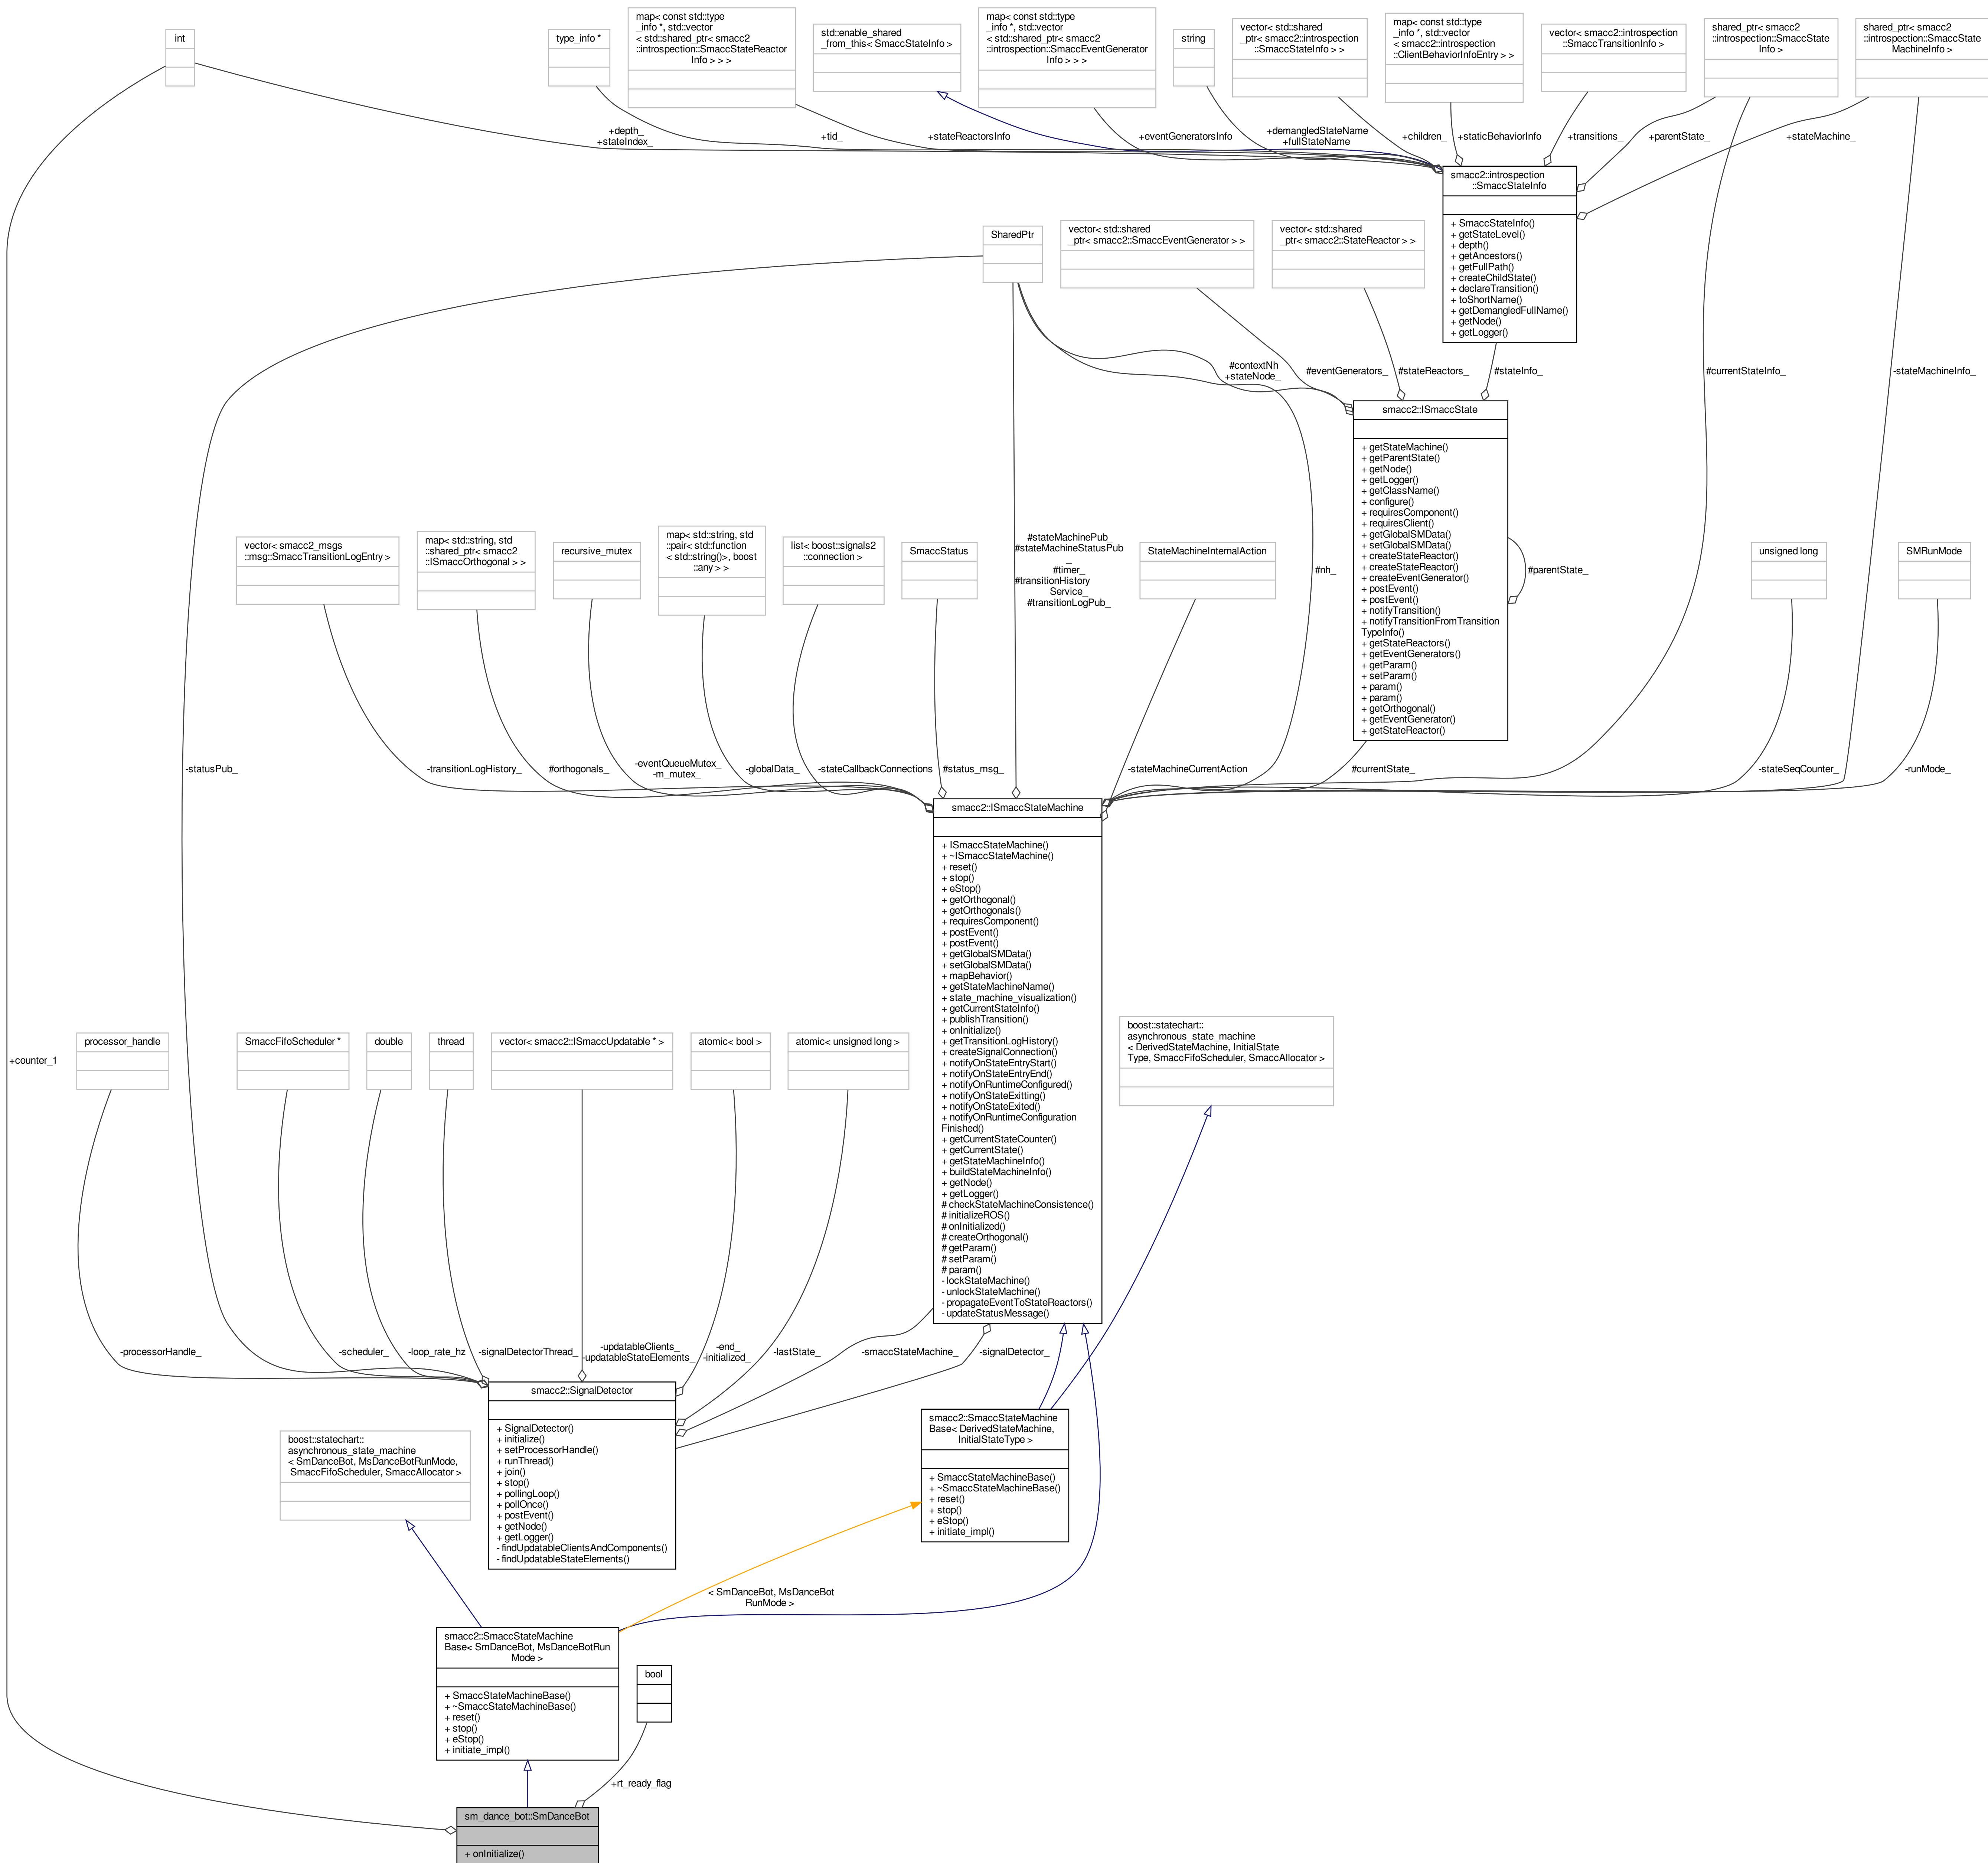 int
type_info *
map< const std::type
_info *, std::vector
< std::shared_ptr< smacc2
::introspection::SmaccStateReactor
Info > > >
std::enable_shared
_from_this< SmaccStateInfo >
map< const std::type
_info *, std::vector
< std::shared_ptr< smacc2
::introspection::SmaccEventGenerator
Info > > >
string
vector< std::shared
_ptr< smacc2::introspection
::SmaccStateInfo > >
map< const std::type
_info *, std::vector
< smacc2::introspection
::ClientBehaviorInfoEntry > >
vector< smacc2::introspection
::SmaccTransitionInfo >
shared_ptr< smacc2
::introspection::SmaccState
Info >
shared_ptr< smacc2
::introspection::SmaccState
MachineInfo >
+depth_
+stateIndex_
+tid_
+stateReactorsInfo
+eventGeneratorsInfo
+demangledStateName
+fullStateName
+children_
+staticBehaviorInfo
+transitions_
+parentState_
+stateMachine_
smacc2::introspection
::SmaccStateInfo
+ SmaccStateInfo()
+ getStateLevel()
+ depth()
+ getAncestors()
+ getFullPath()
+ createChildState()
+ declareTransition()
+ toShortName()
+ getDemangledFullName()
+ getNode()
+ getLogger()
SharedPtr
vector< std::shared
_ptr< smacc2::SmaccEventGenerator > >
vector< std::shared
_ptr< smacc2::StateReactor > >
#contextNh
+stateNode_
#eventGenerators_
#stateReactors_
#stateInfo_
#currentStateInfo_
-stateMachineInfo_
smacc2::ISmaccState
+ getStateMachine()
+ getParentState()
+ getNode()
+ getLogger()
+ getClassName()
+ configure()
+ requiresComponent()
+ requiresClient()
+ getGlobalSMData()
+ setGlobalSMData()
+ createStateReactor()
+ createStateReactor()
+ createEventGenerator()
+ postEvent()
+ postEvent()
+ notifyTransition()
+ notifyTransitionFromTransition
TypeInfo()
+ getStateReactors()
+ getEventGenerators()
+ getParam()
+ setParam()
+ param()
+ param()
+ getOrthogonal()
+ getEventGenerator()
+ getStateReactor()
#parentState_
vector< smacc2_msgs
::msg::SmaccTransitionLogEntry >
map< std::string, std
::shared_ptr< smacc2
::ISmaccOrthogonal > >
recursive_mutex
map< std::string, std
::pair< std::function
< std::string()>, boost
::any > >
list< boost::signals2
::connection >
SmaccStatus
#stateMachinePub_
#stateMachineStatusPub
_
#timer_
#transitionHistory
Service_
#transitionLogPub_
StateMachineInternalAction
#nh_
unsigned long
SMRunMode
-statusPub_
-transitionLogHistory_
#orthogonals_
-eventQueueMutex_
-m_mutex_
-globalData_
-stateCallbackConnections
#status_msg_
-stateMachineCurrentAction
#currentState_
-stateSeqCounter_
-runMode_
smacc2::ISmaccStateMachine
+ ISmaccStateMachine()
+ ~ISmaccStateMachine()
+ reset()
+ stop()
+ eStop()
+ getOrthogonal()
+ getOrthogonals()
+ requiresComponent()
+ postEvent()
+ postEvent()
+ getGlobalSMData()
+ setGlobalSMData()
+ mapBehavior()
+ getStateMachineName()
+ state_machine_visualization()
+ getCurrentStateInfo()
+ publishTransition()
+ onInitialize()
+ getTransitionLogHistory()
+ createSignalConnection()
+ notifyOnStateEntryStart()
+ notifyOnStateEntryEnd()
+ notifyOnRuntimeConfigured()
+ notifyOnStateExitting()
+ notifyOnStateExited()
+ notifyOnRuntimeConfiguration
Finished()
+ getCurrentStateCounter()
+ getCurrentState()
+ getStateMachineInfo()
+ buildStateMachineInfo()
+ getNode()
+ getLogger()
# checkStateMachineConsistence()
# initializeROS()
# onInitialized()
# createOrthogonal()
# getParam()
# setParam()
# param()
- lockStateMachine()
- unlockStateMachine()
- propagateEventToStateReactors()
- updateStatusMessage()
+counter_1
processor_handle
SmaccFifoScheduler *
double
thread
vector< smacc2::ISmaccUpdatable * >
atomic< bool >
atomic< unsigned long >
boost::statechart::
asynchronous_state_machine
< DerivedStateMachine, InitialState
Type, SmaccFifoScheduler, SmaccAllocator >
-processorHandle_
-scheduler_
-loop_rate_hz
-signalDetectorThread_
-updatableClients_
-updatableStateElements_
-end_
-initialized_
-lastState_
-smaccStateMachine_
-signalDetector_
smacc2::SignalDetector
+ SignalDetector()
+ initialize()
+ setProcessorHandle()
+ runThread()
+ join()
+ stop()
+ pollingLoop()
+ pollOnce()
+ postEvent()
+ getNode()
+ getLogger()
- findUpdatableClientsAndComponents()
- findUpdatableStateElements()
smacc2::SmaccStateMachine
Base< DerivedStateMachine,
InitialStateType >
+ SmaccStateMachineBase()
+ ~SmaccStateMachineBase()
+ reset()
+ stop()
+ eStop()
+ initiate_impl()
boost::statechart::
asynchronous_state_machine
< SmDanceBot, MsDanceBotRunMode,
SmaccFifoScheduler, SmaccAllocator >
< SmDanceBot, MsDanceBot
RunMode >
smacc2::SmaccStateMachine
Base< SmDanceBot, MsDanceBotRun
Mode >
+ SmaccStateMachineBase()
+ ~SmaccStateMachineBase()
+ reset()
+ stop()
+ eStop()
+ initiate_impl()
bool
+rt_ready_flag
sm_dance_bot::SmDanceBot
+ onInitialize()